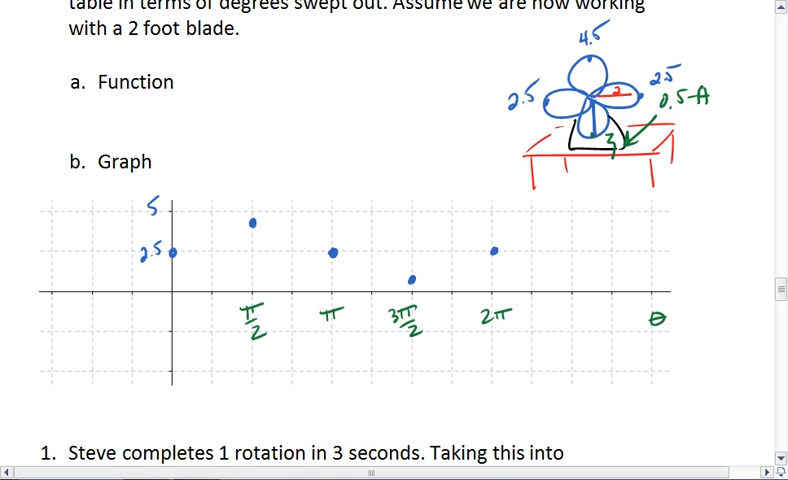 table in terms of degrees swept out. Assume we are now working
with a 2 foot blade.
4.5
a. Function
2.5
2.5
2
0.5 ft
b. Graph
5
2.5
π/2
π
3π/2
2π
θ
1. Steve completes 1 rotation in 3 seconds. Taking this into